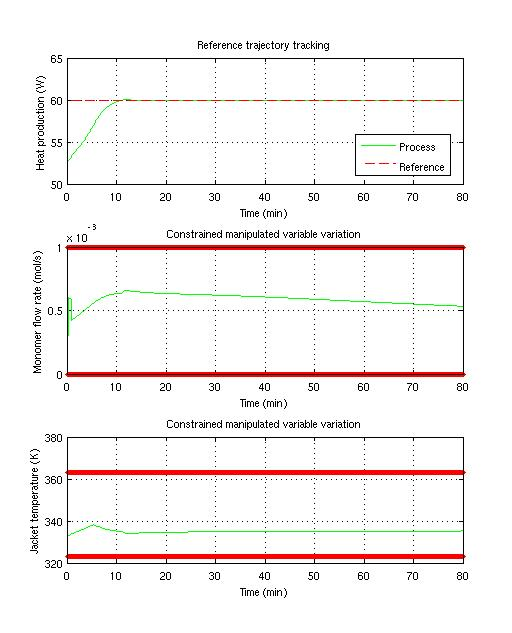 Reference trajectory tracking
Heat production (W)
65
60
55
50
Process
Reference
0 10 20 30 40 50 60 70 80
Time (min)
x 10^-3
Constrained manipulated variable variation
Monomer flow rate (mol/s)
1
0.5
0
0 10 20 30 40 50 60 70 80
Time (min)
Constrained manipulated variable variation
Jacket temperature (K)
380
360
340
320
0 10 20 30 40 50 60 70 80
Time (min)